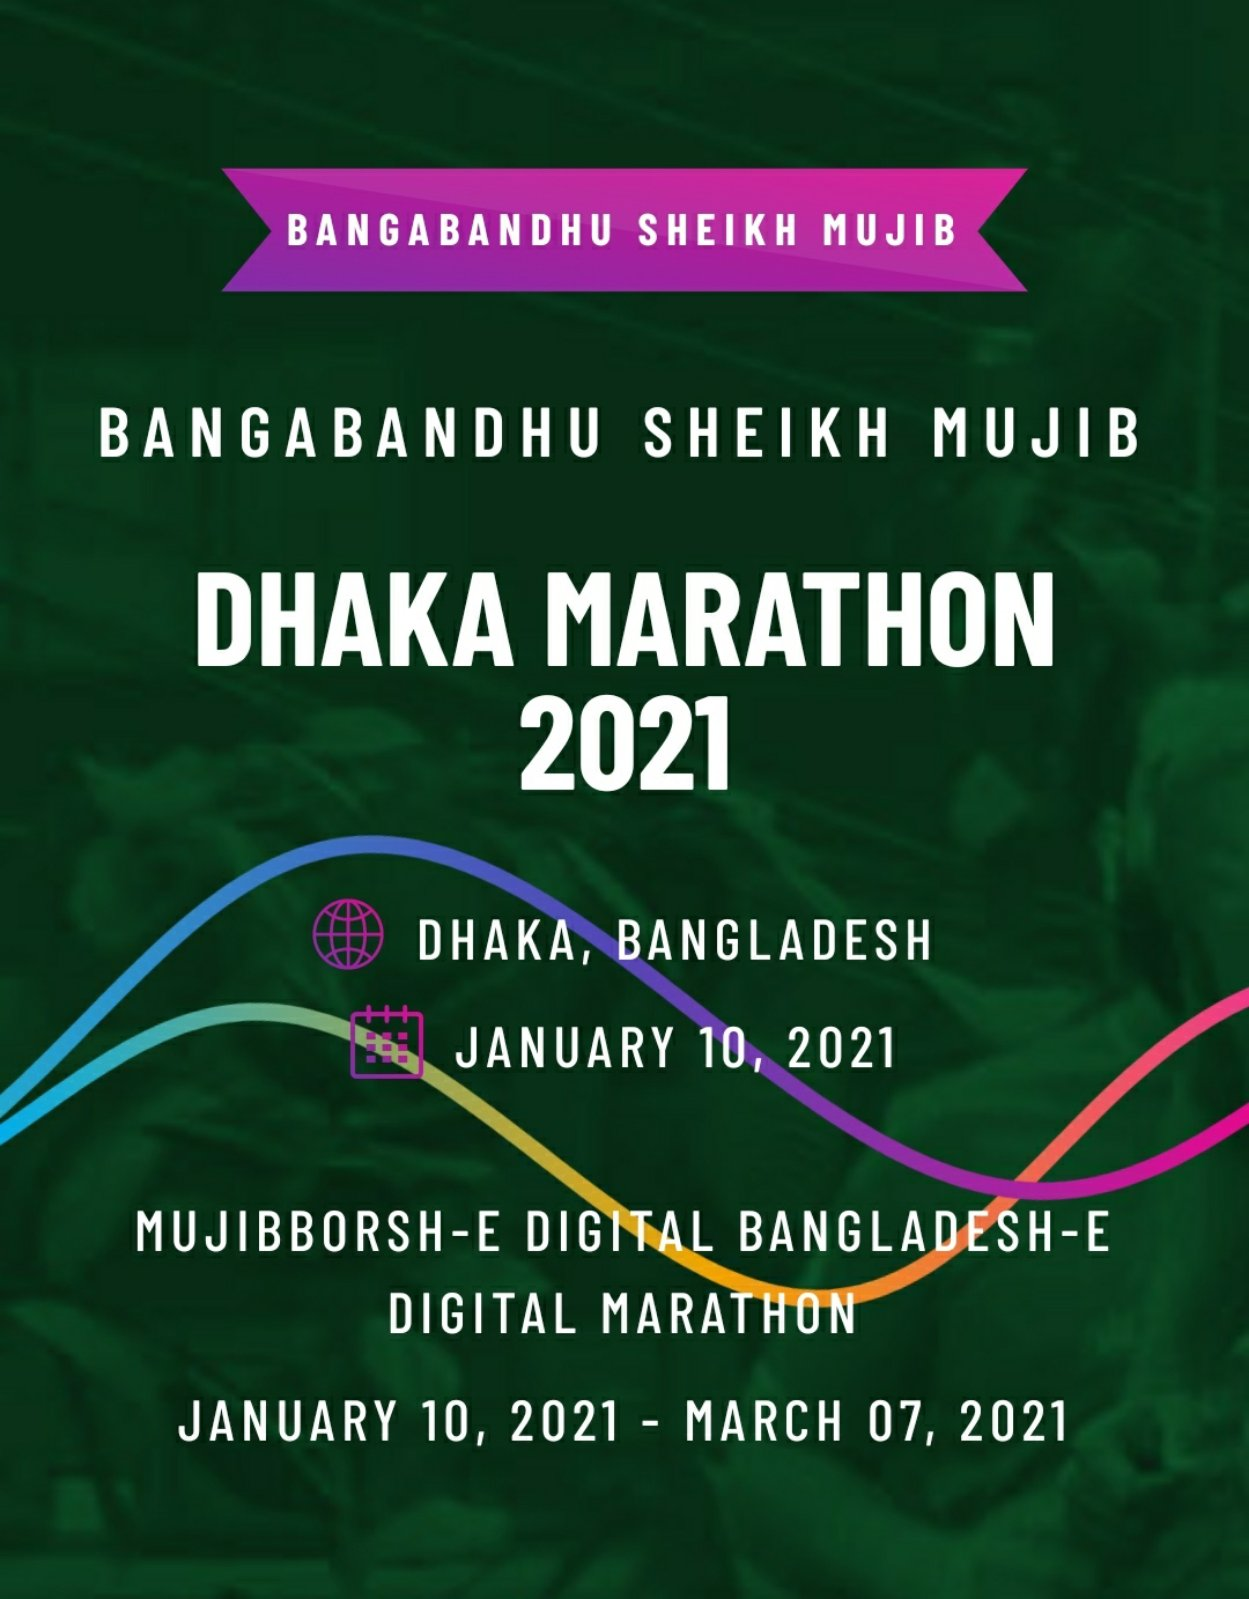 BANGABANDHU SHEIKH MUJIB
BANGABANDHU SHEIKH MUJIB
DHAKA MARATHON
2021
DHAKA, BANGLADESH
JANUARY 10, 2021
MUJIBBORSH-E DIGITAL BANGLADESH-E
DIGITAL MARATHON
JANUARY 10, 2021 - MARCH 07, 2021